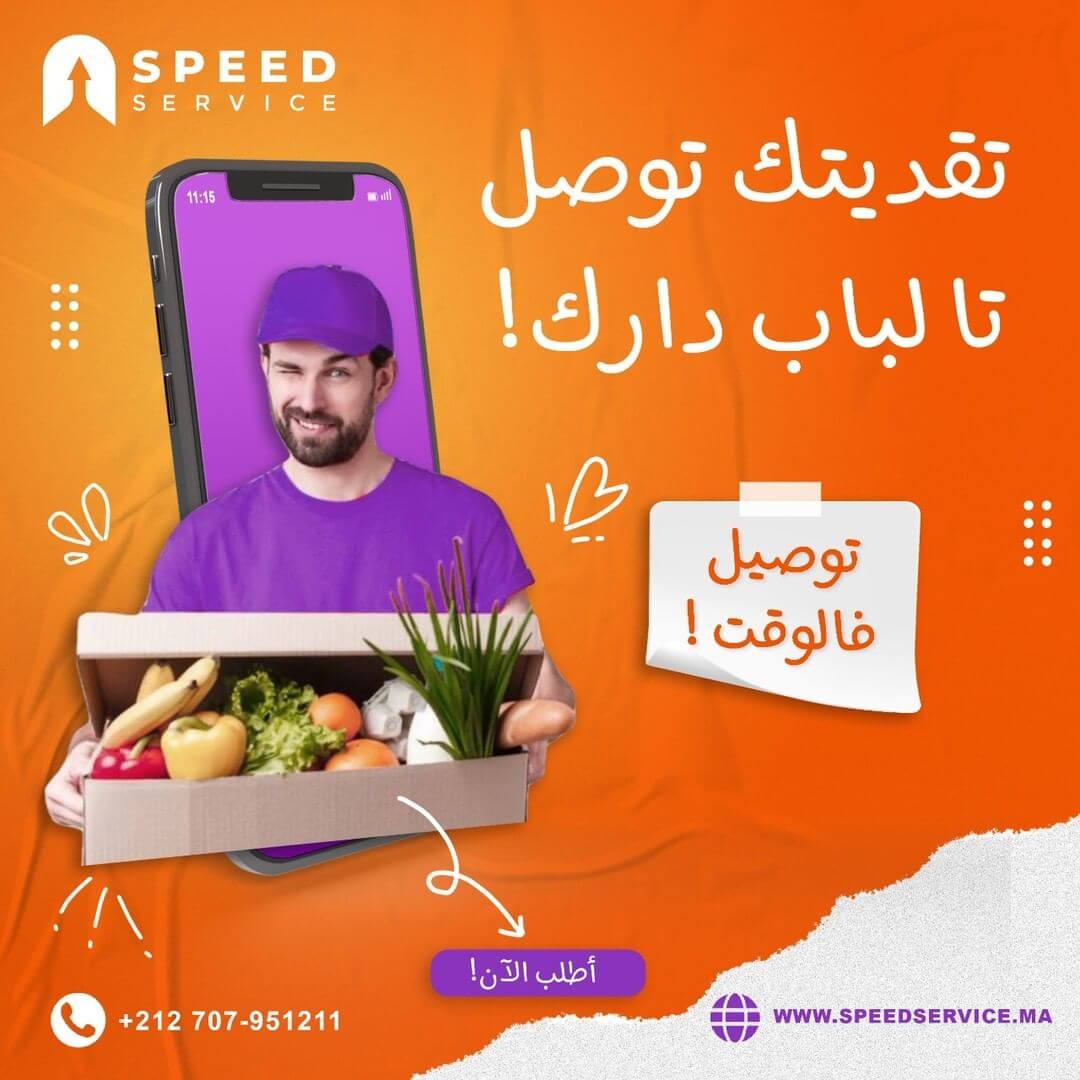 SPEED
SERVICE
تقديتك توصل
تا لباب دارك!
11:15
توصيل
فالوقت !
أطلب الآن!
+212 707-951211
WWW.SPEEDSERVICE.MA